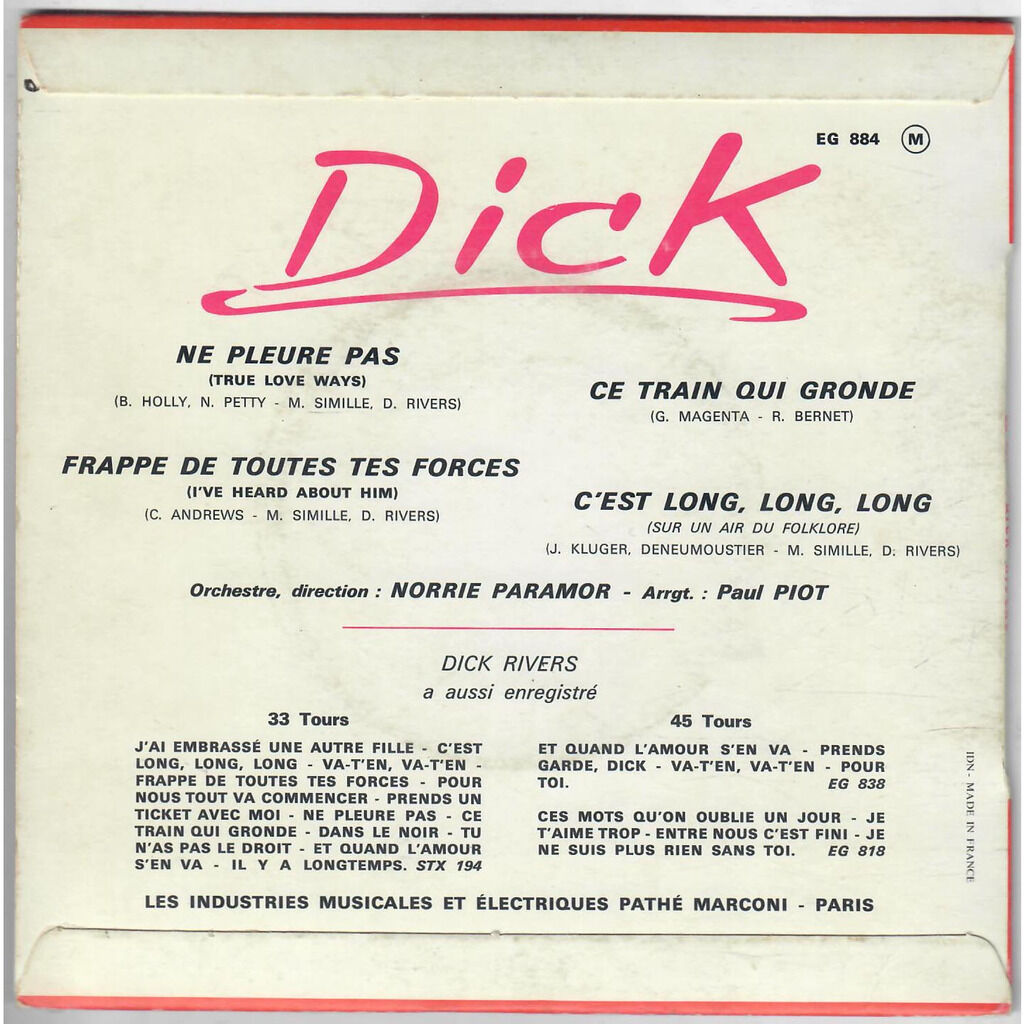 EG 884 M
Dick
NE PLEURE PAS
(TRUE LOVE WAYS)
(B. HOLLY, N. PETTY - M. SIMILLE, D. RIVERS)
FRAPPE DE TOUTES TES FORCES
(I'VE HEARD ABOUT HIM)
(C. ANDREWS - M. SIMILLE, D. RIVERS)
CE TRAIN QUI GRONDE
(G. MAGENTA - R. BERNET)
C'EST LONG, LONG, LONG
(SUR UN AIR DU FOLKLORE)
(J. KLUGER, DENEUMOUSTIER - M. SIMILLE, D. RIVERS)
Orchestre, direction : NORRIE PARAMOR - Arrgt. : Paul PIOT
DICK RIVERS
a aussi enregistré
33 Tours
J'AI EMBRASSÉ UNE AUTRE FILLE - C'EST
LONG, LONG, LONG - VA-T'EN, VA-T'EN -
FRAPPE DE TOUTES TES FORCES - POUR
NOUS TOUT VA COMMENCER - PRENDS UN
TICKET AVEC MOI - NE PLEURE PAS - CE
TRAIN QUI GRONDE - DANS LE NOIR - TU
N'AS PAS LE DROIT - ET QUAND L'AMOUR
S'EN VA - IL Y A LONGTEMPS. STX 194
45 Tours
ET QUAND L'AMOUR S'EN VA - PRENDS
GARDE, DICK - VA-T'EN, VA-T'EN - POUR
TOI. EG 838
CES MOTS QU'ON OUBLIE UN JOUR - JE
T'AIME TROP - ENTRE NOUS C'EST FINI - JE
NE SUIS PLUS RIEN SANS TOI. EG 818
IDN - MADE IN FRANCE
LES INDUSTRIES MUSICALES ET ÉLECTRIQUES PATHÉ MARCONI - PARIS